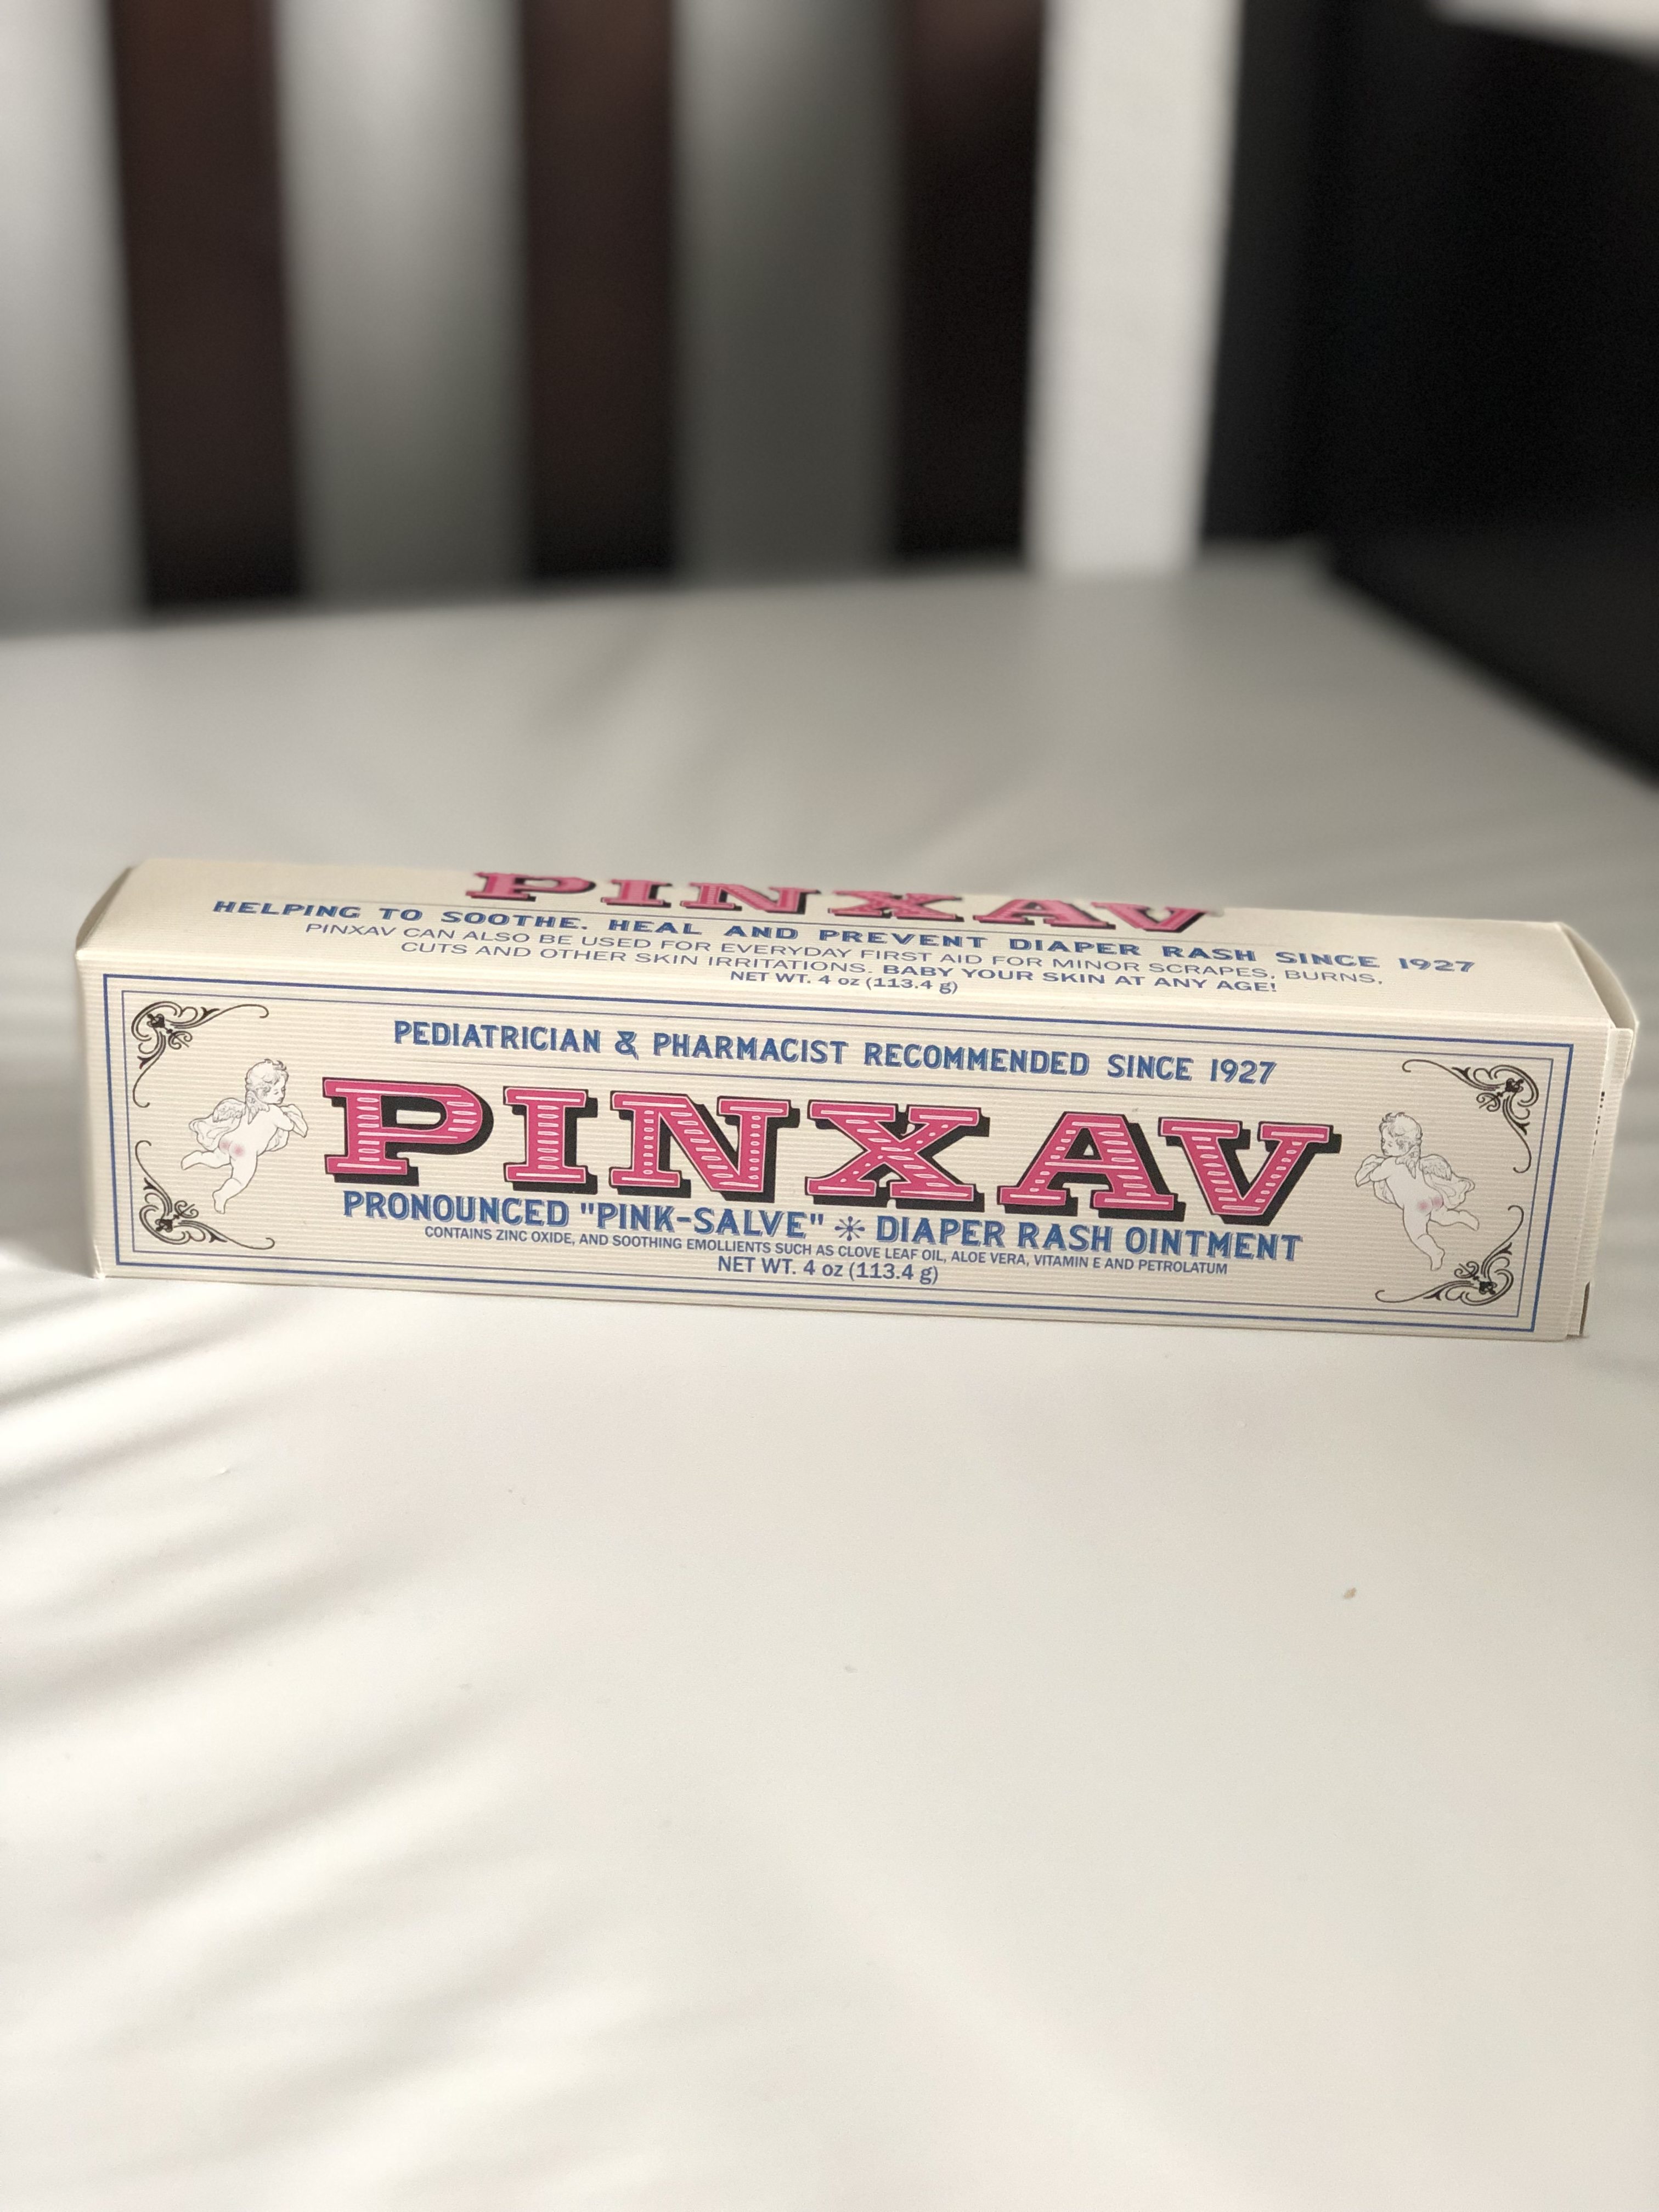 PINXAV
HELPING TO SOOTHE. HEAL AND PREVENT DIAPER RASH SINCE 1927
PINXAV CAN ALSO BE USED FOR EVERYDAY FIRST AID FOR MINOR SCRAPES, BURNS,
CUTS AND OTHER SKIN IRRITATIONS. BABY YOUR SKIN AT ANY AGE!
NET WT. 4 oz (113.4 g)
PEDIATRICIAN & PHARMACIST RECOMMENDED SINCE 1927
PINXAV
PRONOUNCED "PINK-SALVE" ✳ DIAPER RASH OINTMENT
CONTAINS ZINC OXIDE, AND SOOTHING EMOLLIENTS SUCH AS CLOVE LEAF OIL, ALOE VERA, VITAMIN E AND PETROLATUM
NET WT. 4 oz (113.4 g)